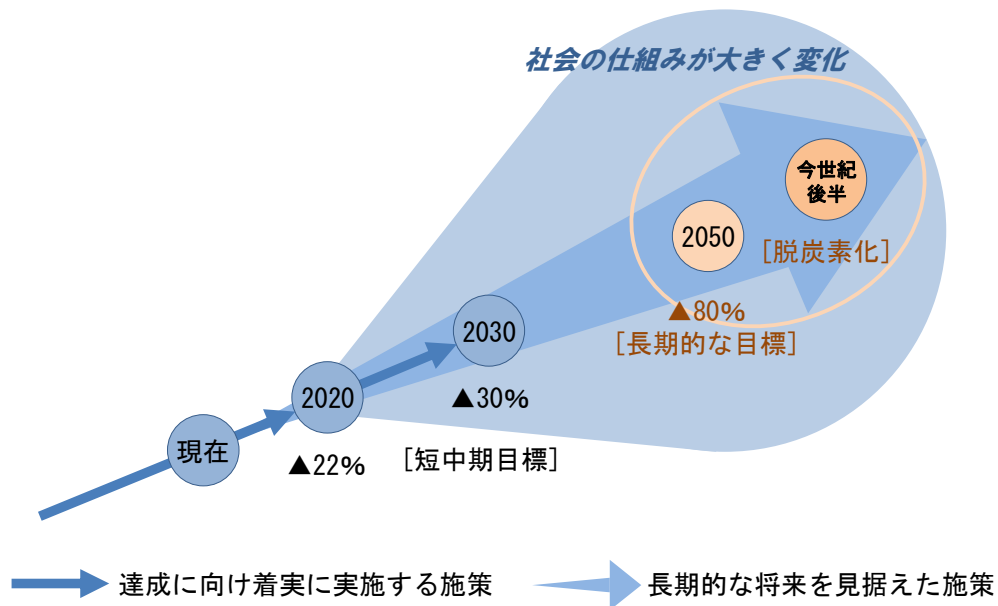 社会の仕組みが大きく変化
今世紀
後半
2050
[脱炭素化]
▲80%
[長期的な目標]
2030
▲30%
2020
▲22%
[短中期目標]
現在
達成に向け着実に実施する施策
長期的な将来を見据えた施策